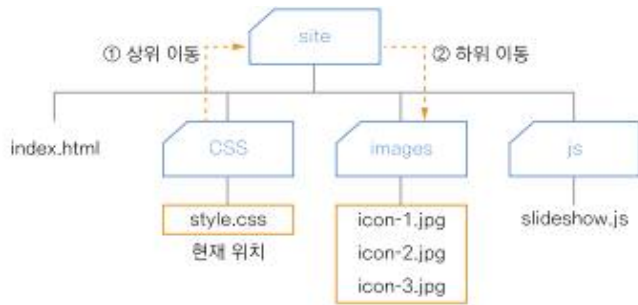 site
① 상위 이동
② 하위 이동
index.html
CSS
images
js
style.css
현재 위치
icon-1.jpg
icon-2.jpg
icon-3.jpg
slideshow.js